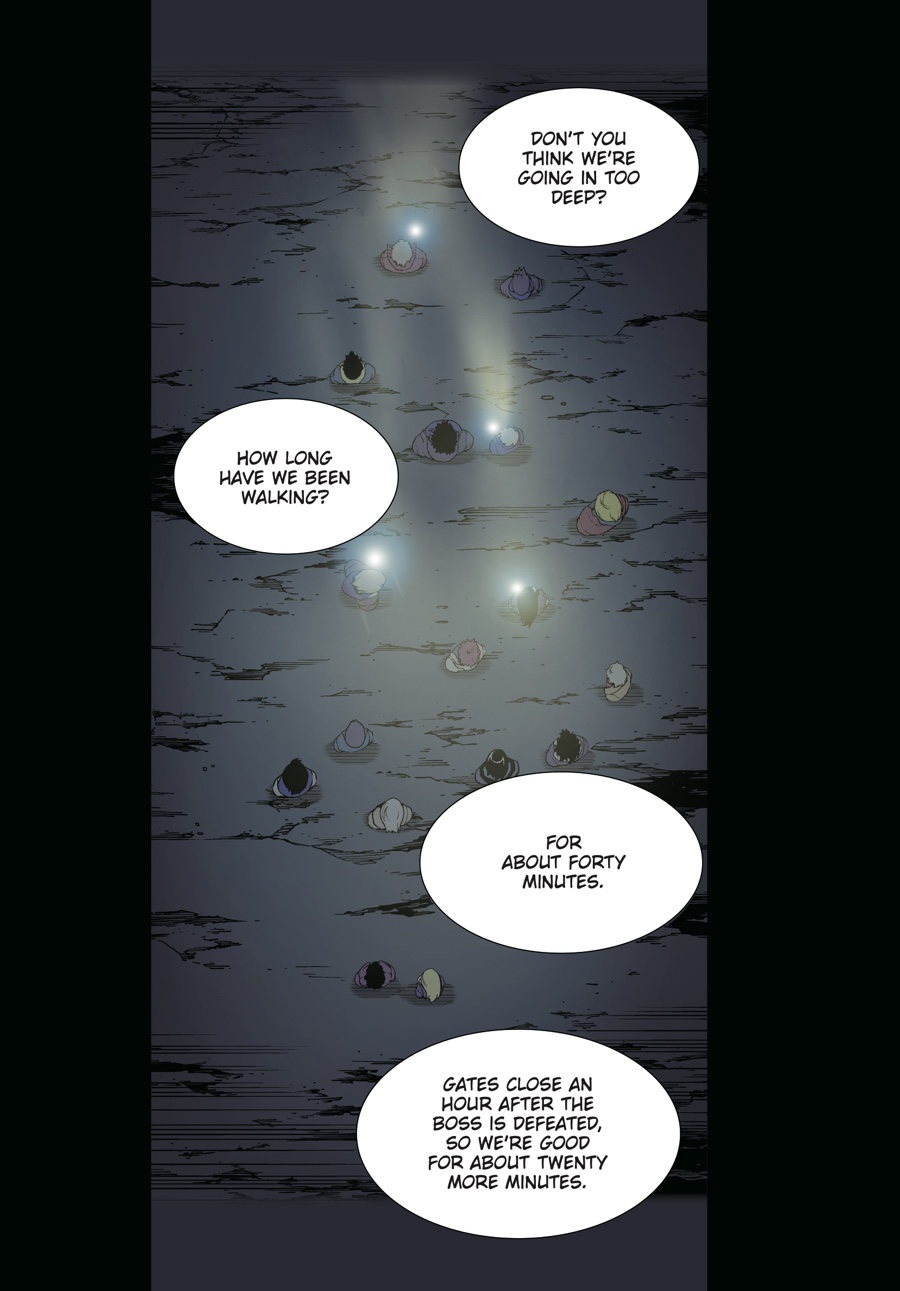 DON'T YOU
THINK WE'RE
GOING IN TOO
DEEP?
HOW LONG
HAVE WE BEEN
WALKING?
FOR
ABOUT FORTY
MINUTES.
GATES CLOSE AN
HOUR AFTER THE
BOSS IS DEFEATED,
SO WE'RE GOOD
FOR ABOUT TWENTY
MORE MINUTES.